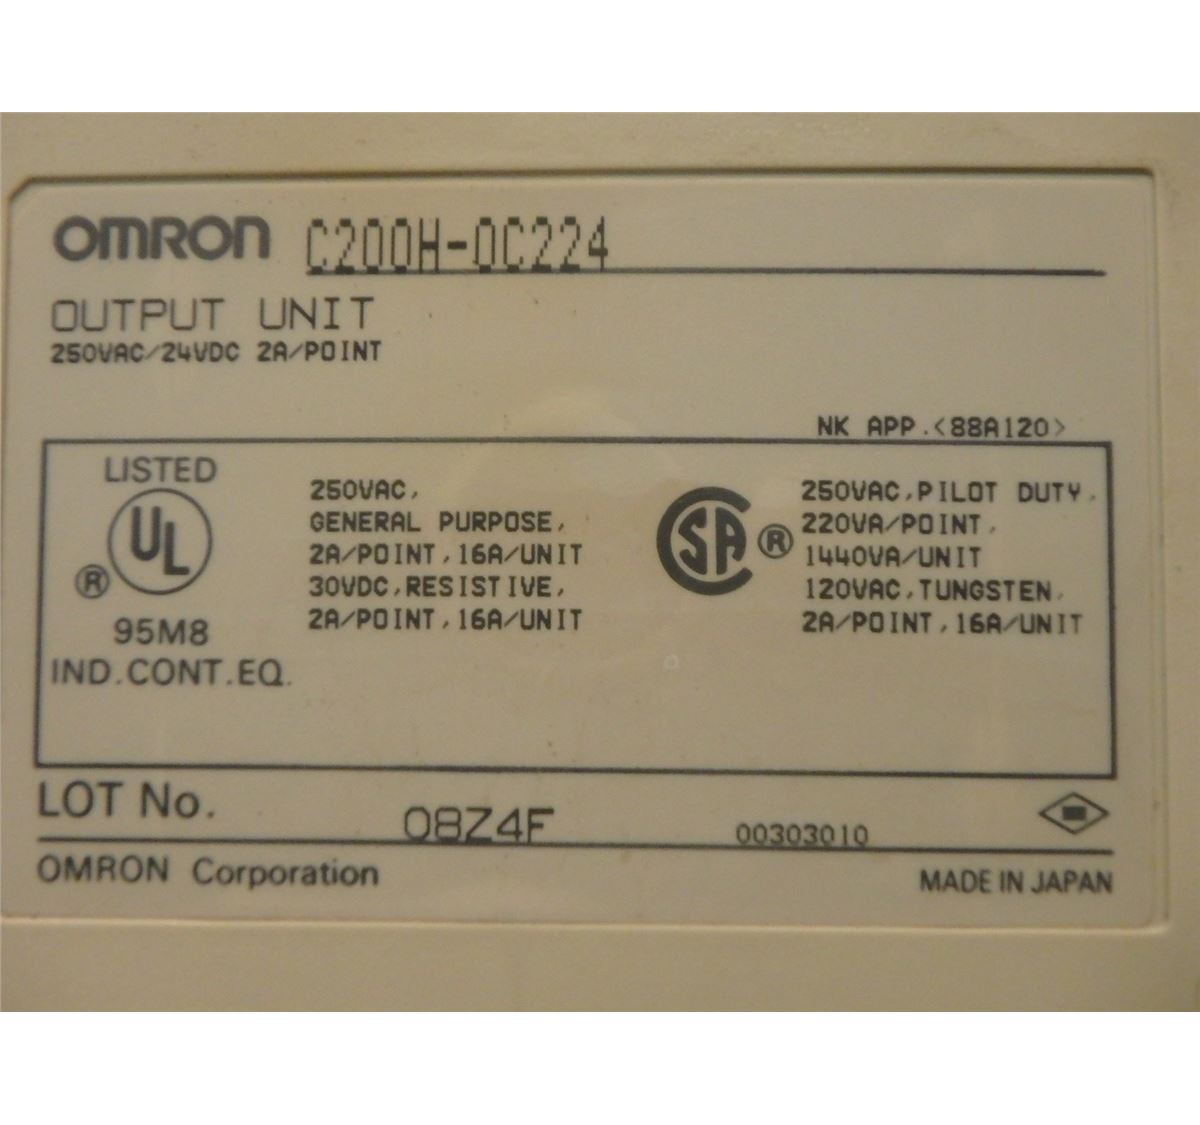 OMRON C200H-OC224
OUTPUT UNIT
250VAC/24VDC 2A/POINT
NK APP.<88A120>
LISTED
UL
®
95M8
IND.CONT.EQ.
250VAC,
GENERAL PURPOSE,
2A/POINT,16A/UNIT
30VDC,RESISTIVE,
2A/POINT,16A/UNIT
CSA ®
250VAC,PILOT DUTY,
220VA/POINT,
1440VA/UNIT
120VAC,TUNGSTEN,
2A/POINT,16A/UNIT
LOT No. 08Z4F 00303010
OMRON Corporation MADE IN JAPAN